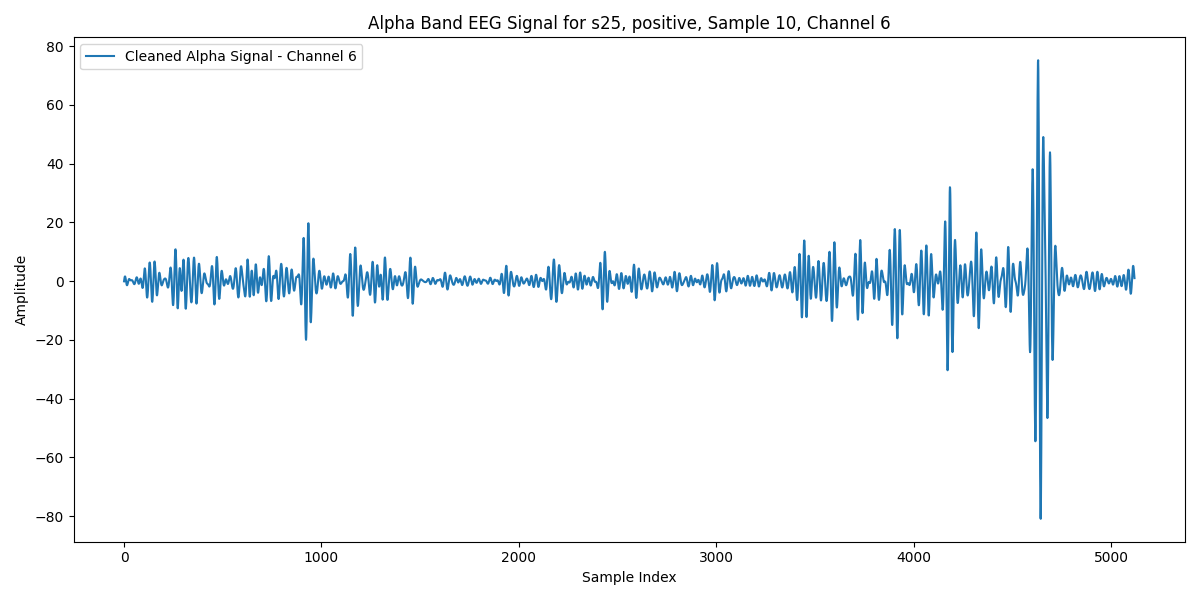 Alpha Band EEG Signal for s25, positive, Sample 10, Channel 6
Cleaned Alpha Signal - Channel 6
Amplitude
80
60
40
20
0
−20
−40
−60
−80
0 1000 2000 3000 4000 5000
Sample Index